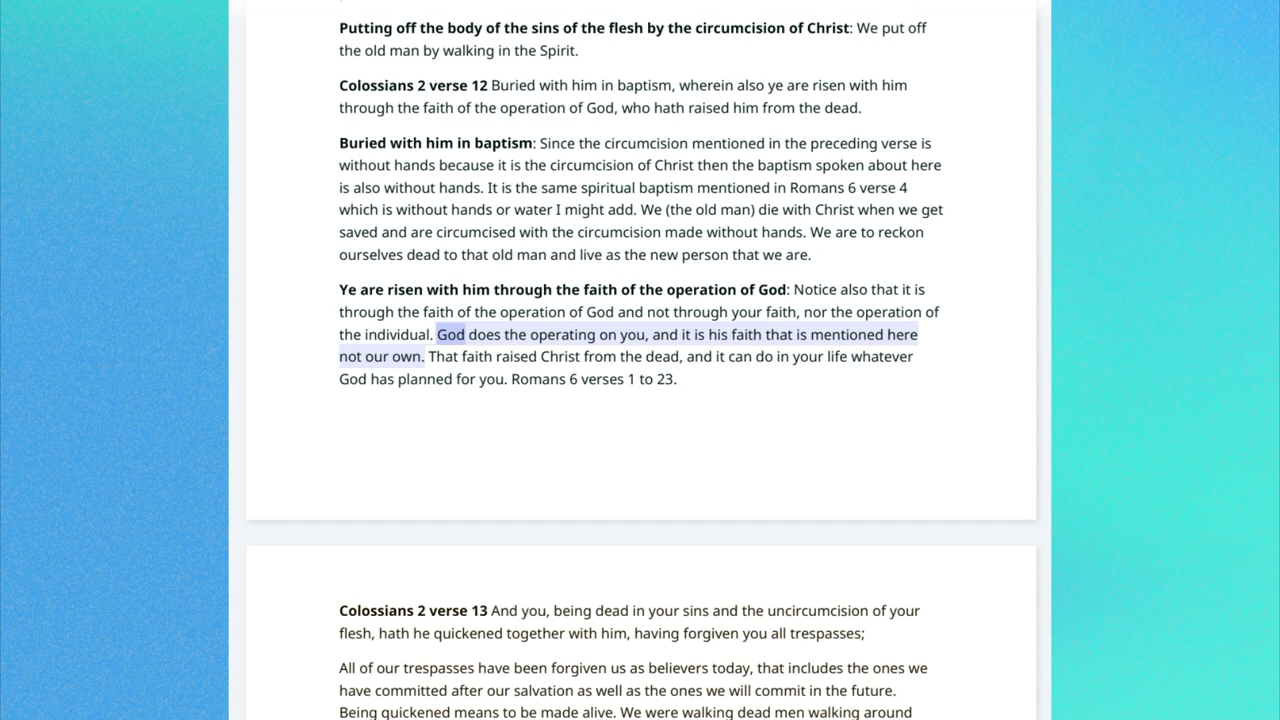 Putting off the body of the sins of the flesh by the circumcision of Christ: We put off
the old man by walking in the Spirit.
Colossians 2 verse 12 Buried with him in baptism, wherein also ye are risen with him
through the faith of the operation of God, who hath raised him from the dead.
Buried with him in baptism: Since the circumcision mentioned in the preceding verse is
without hands because it is the circumcision of Christ then the baptism spoken about here
is also without hands. It is the same spiritual baptism mentioned in Romans 6 verse 4
which is without hands or water I might add. We (the old man) die with Christ when we get
saved and are circumcised with the circumcision made without hands. We are to reckon
ourselves dead to that old man and live as the new person that we are.
Ye are risen with him through the faith of the operation of God: Notice also that it is
through the faith of the operation of God and not through your faith, nor the operation of
the individual. God does the operating on you, and it is his faith that is mentioned here
not our own. That faith raised Christ from the dead, and it can do in your life whatever
God has planned for you. Romans 6 verses 1 to 23.
Colossians 2 verse 13 And you, being dead in your sins and the uncircumcision of your
flesh, hath he quickened together with him, having forgiven you all trespasses;
All of our trespasses have been forgiven us as believers today, that includes the ones we
have committed after our salvation as well as the ones we will commit in the future.
Being quickened means to be made alive. We were walking dead men walking around